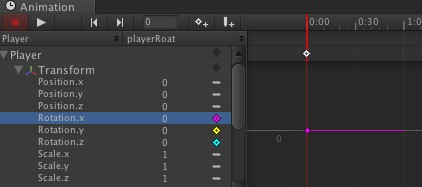 Animation
0 0:00 0:30 1:0
Player playerRoat
Player
Transform
Position.x 0
Position.y 0
Position.z 0
Rotation.x 0
Rotation.y 0
0
Rotation.z 0
Scale.x 1
Scale.y 1
Scale.z 1